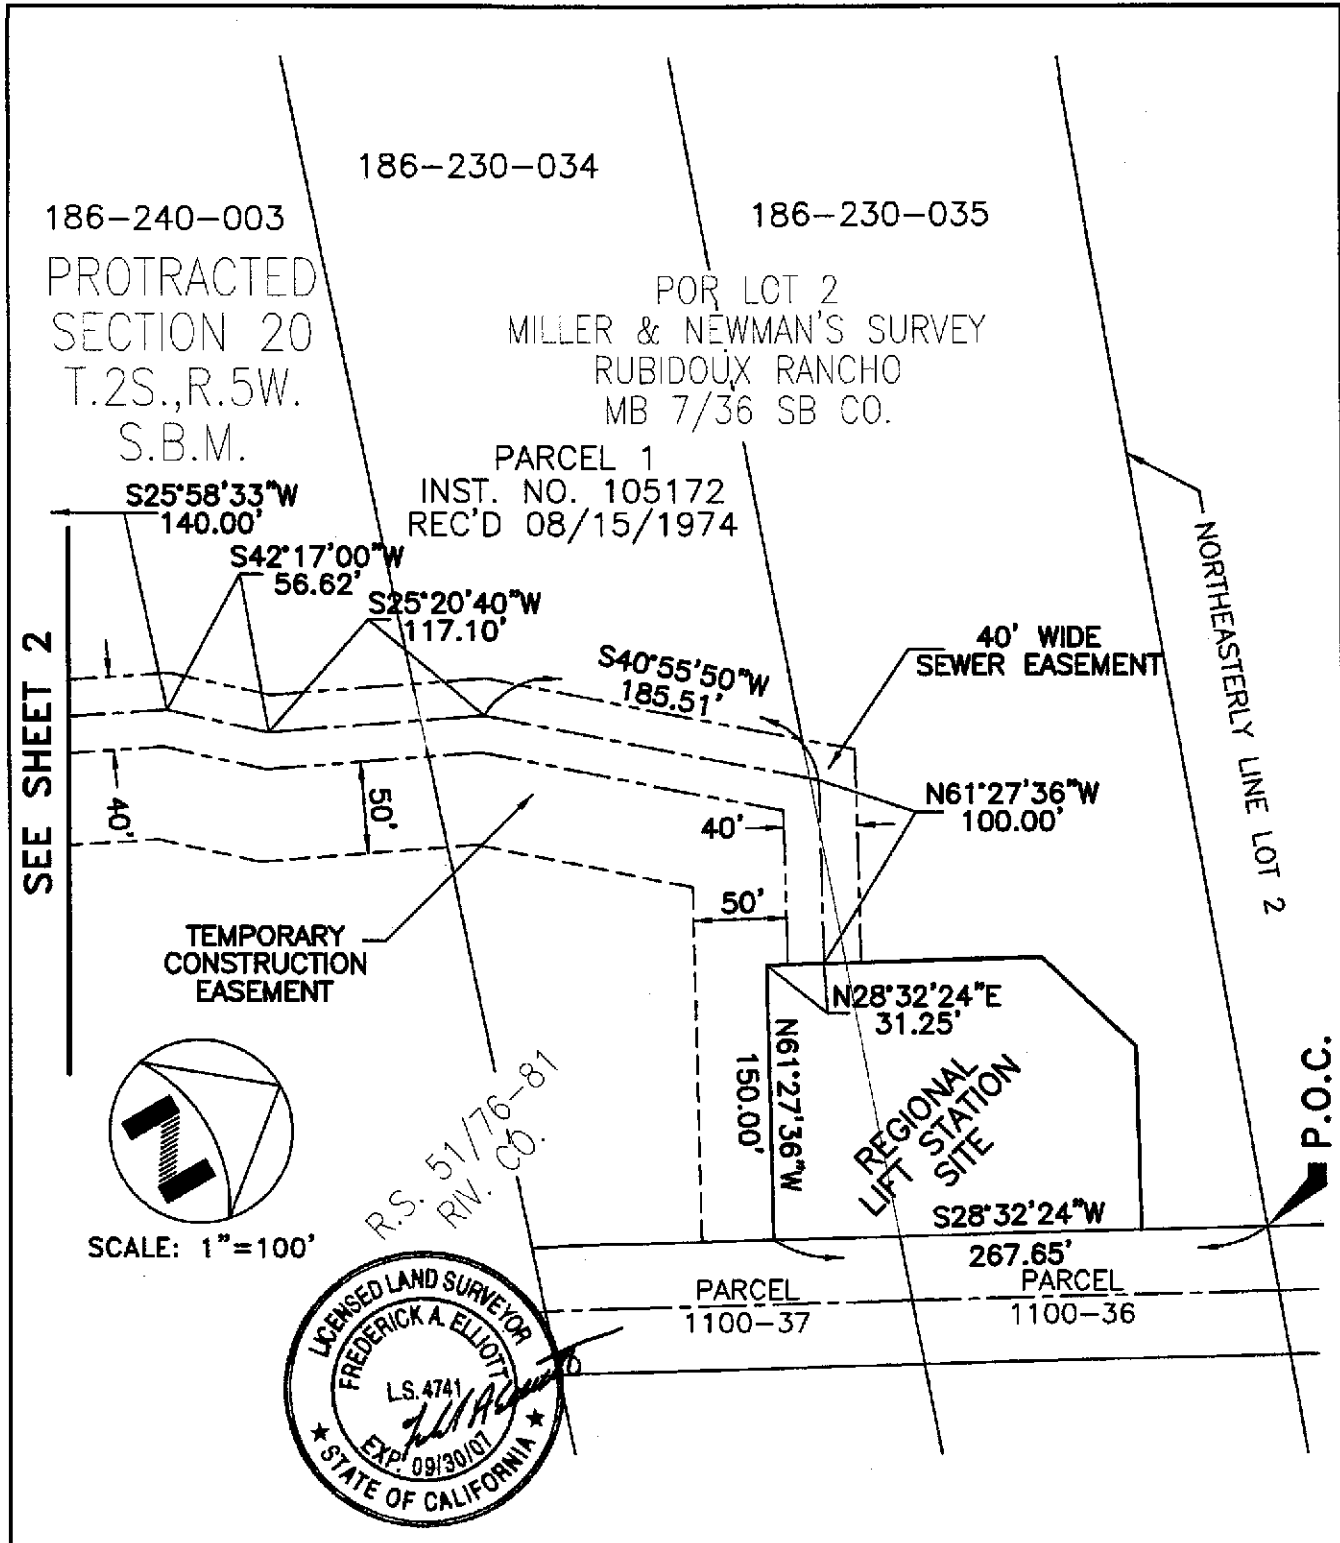 186-230-034
186-240-003
186-230-035
PROTRACTED
SECTION 20
T.2S.,R.5W.
S.B.M.
POR LOT 2
MILLER & NEWMAN'S SURVEY
RUBIDOUX RANCHO
MB 7/36 SB CO.
PARCEL 1
INST. NO. 105172
REC'D 08/15/1974
S25°58'33"W
140.00'
S42°17'00"W
56.62'
S25°20'40"W
117.10'
S40°55'50"W
185.51'
40' WIDE
SEWER EASEMENT
NORTHEASTERLY LINE LOT 2
SEE SHEET 2
40'
50'
40'
N61°27'36"W
100.00'
50'
TEMPORARY
CONSTRUCTION
EASEMENT
N28°32'24"E
31.25'
N61°27'36"W
150.00'
REGIONAL
LIFT STATION
SITE
P.O.C.
N
SCALE: 1"=100'
R.S. 51/76-81
RIV. CO.
S28°32'24"W
267.65'
PARCEL
1100-37
PARCEL
1100-36
LICENSED LAND SURVEYOR
FREDERICK A. ELLIOTT
L.S. 4741
EXP. 09/30/07
STATE OF CALIFORNIA